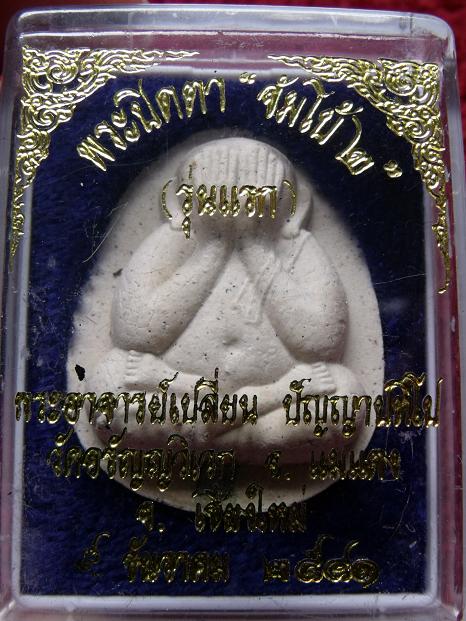 พระปิดตา "จัมโบ้ ๒"
(รุ่นแรก)
พระอาจารย์เปลี่ยน ปัญญาปทีโป
วัดอรัญญวิเวก อ. แม่แตง
จ. เชียงใหม่
๕ ธันวาคม ๒๕๔๑